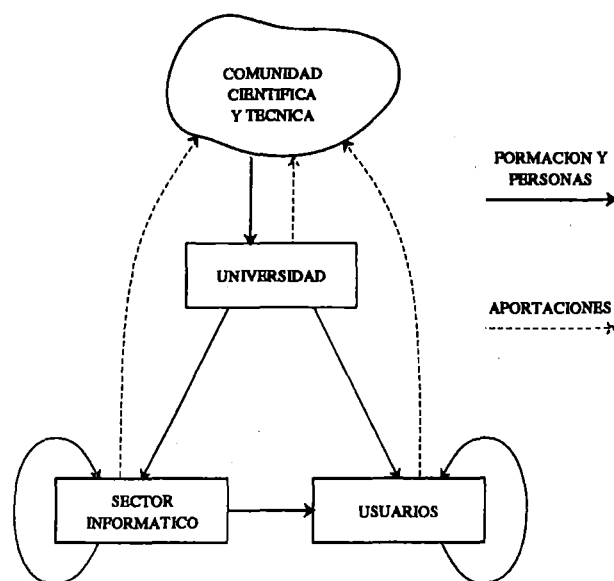 COMUNIDAD
CIENTIFICA
Y TECNICA
FORMACION Y
PERSONAS
UNIVERSIDAD
APORTACIONES
SECTOR
INFORMATICO
USUARIOS